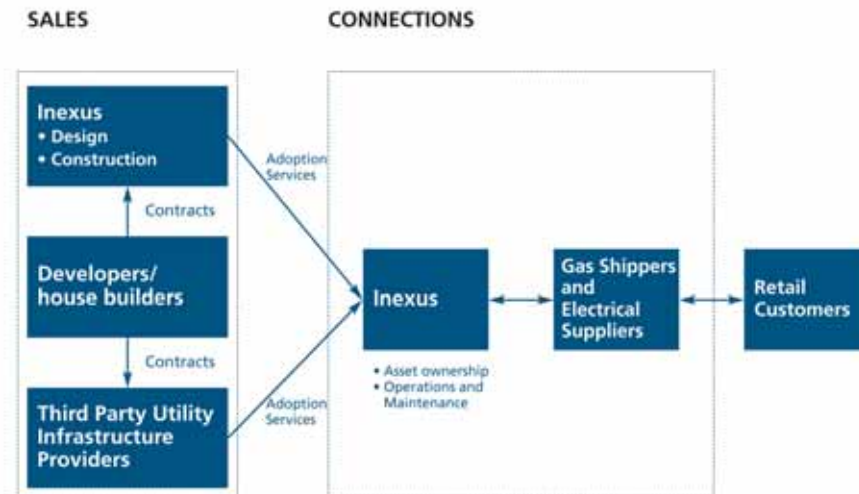 SALES
CONNECTIONS
Inexus
• Design
• Construction
Contracts
Developers/
house builders
Contracts
Third Party Utility
Infrastructure
Providers
Adoption
Services
Adoption
Services
Inexus
• Asset ownership
• Operations and
Maintenance
Gas Shippers
and
Electrical
Suppliers
Retail
Customers